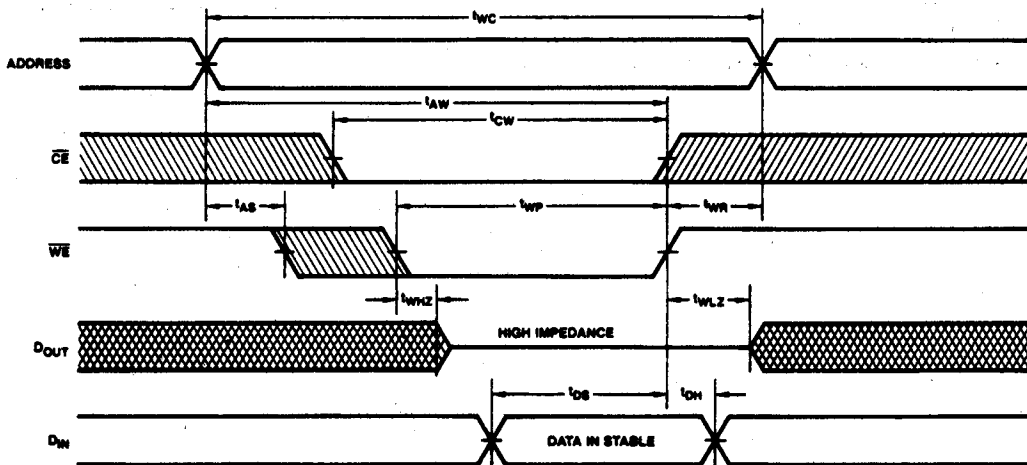 tWC
ADDRESS
tAW
tCW
CE
tAS
tWP
tWR
WE
tWHZ
tWLZ
HIGH IMPEDANCE
DOUT
tDS
tDH
DIN
DATA IN STABLE